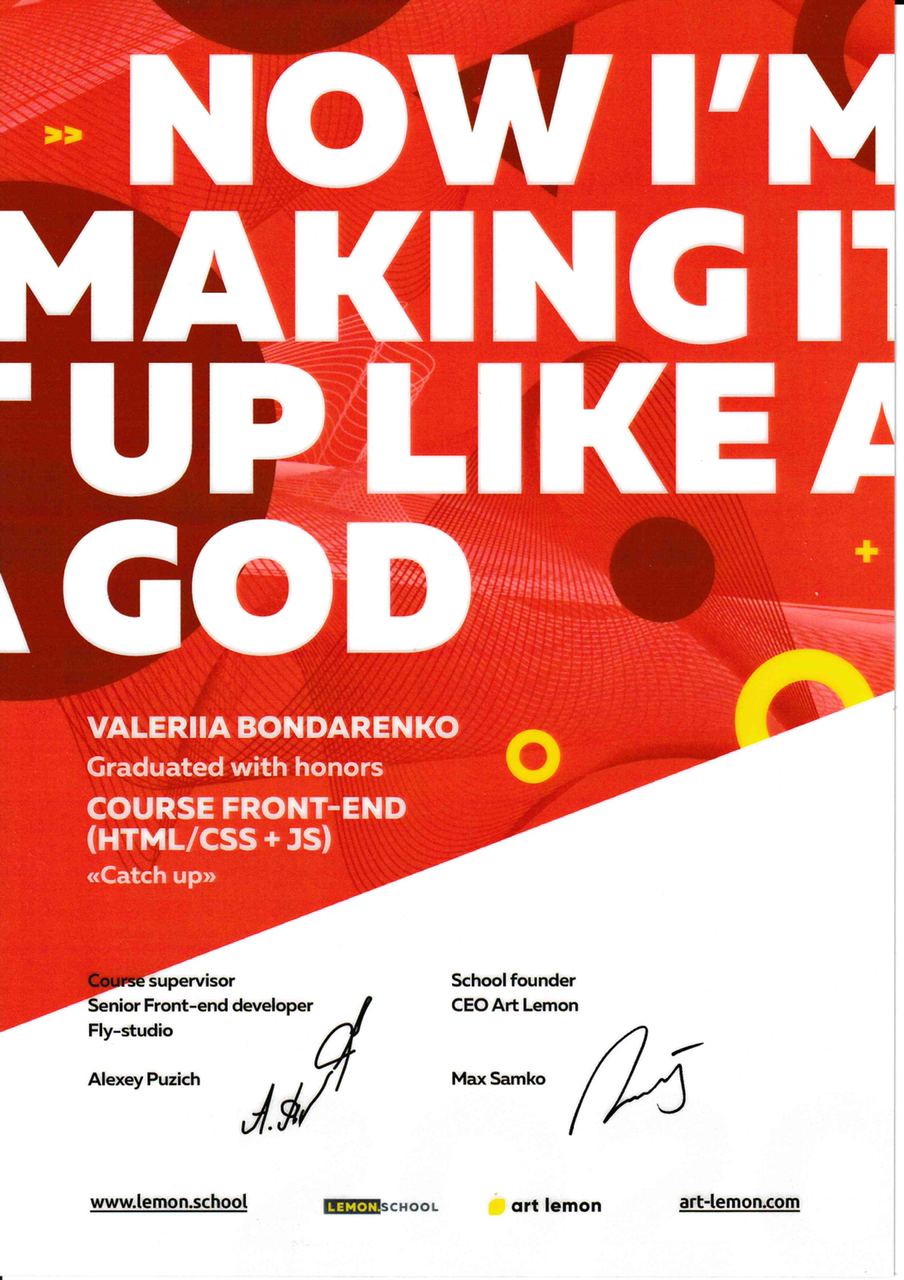 >> NOW I'M
MAKING IT
T UP LIKE A
A GOD
VALERIIA BONDARENKO
Graduated with honors
COURSE FRONT-END
(HTML/CSS + JS)
«Catch up»
Course supervisor
Senior Front-end developer
Fly-studio
Alexey Puzich
School founder
CEO Art Lemon
Max Samko
www.lemon.school
LEMON.SCHOOL
art lemon
art-lemon.com